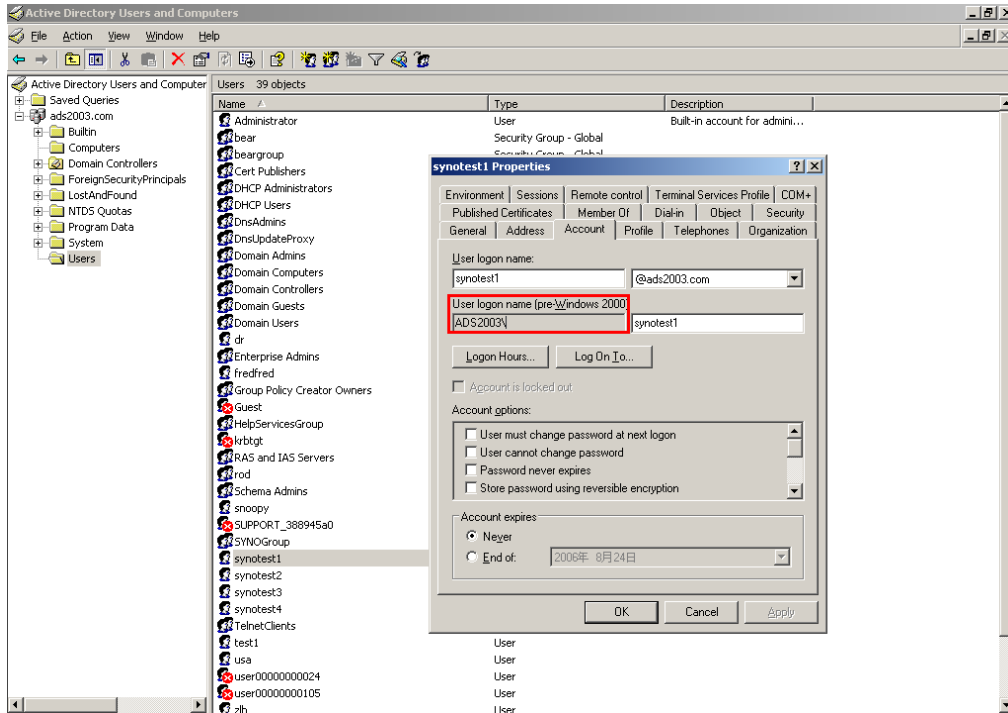 Active Directory Users and Computers
File Action View Window Help
Active Directory Users and Computer
Saved Queries
ads2003.com
Builtin
Computers
Domain Controllers
ForeignSecurityPrincipals
LostAndFound
NTDS Quotas
Program Data
System
Users
Users 39 objects
Name Type Description
Administrator User Built-in account for admini...
bear Security Group - Global
beargroup Security Group - Global
Cert Publishers
DHCP Administrators
DHCP Users
DnsAdmins
DnsUpdateProxy
Domain Admins
Domain Computers
Domain Controllers
Domain Guests
Domain Users
dr
Enterprise Admins
fredfred
Group Policy Creator Owners
Guest
HelpServicesGroup
krbtgt
RAS and IAS Servers
rod
Schema Admins
snoopy
SUPPORT_388945a0
SYNOGroup
synotest1
synotest2
synotest3
synotest4
TelnetClients
test1 User
usa User
user00000000024 User
user00000000105 User
zlh User
synotest1 Properties
Environment Sessions Remote control Terminal Services Profile COM+
Published Certificates Member Of Dial-in Object Security
General Address Account Profile Telephones Organization
User logon name:
synotest1 @ads2003.com
User logon name (pre-Windows 2000)
ADS2003\ synotest1
Logon Hours... Log On To...
Account is locked out
Account options:
User must change password at next logon
User cannot change password
Password never expires
Store password using reversible encryption
Account expires
Never
End of: 2006年 8月24日
OK Cancel Apply